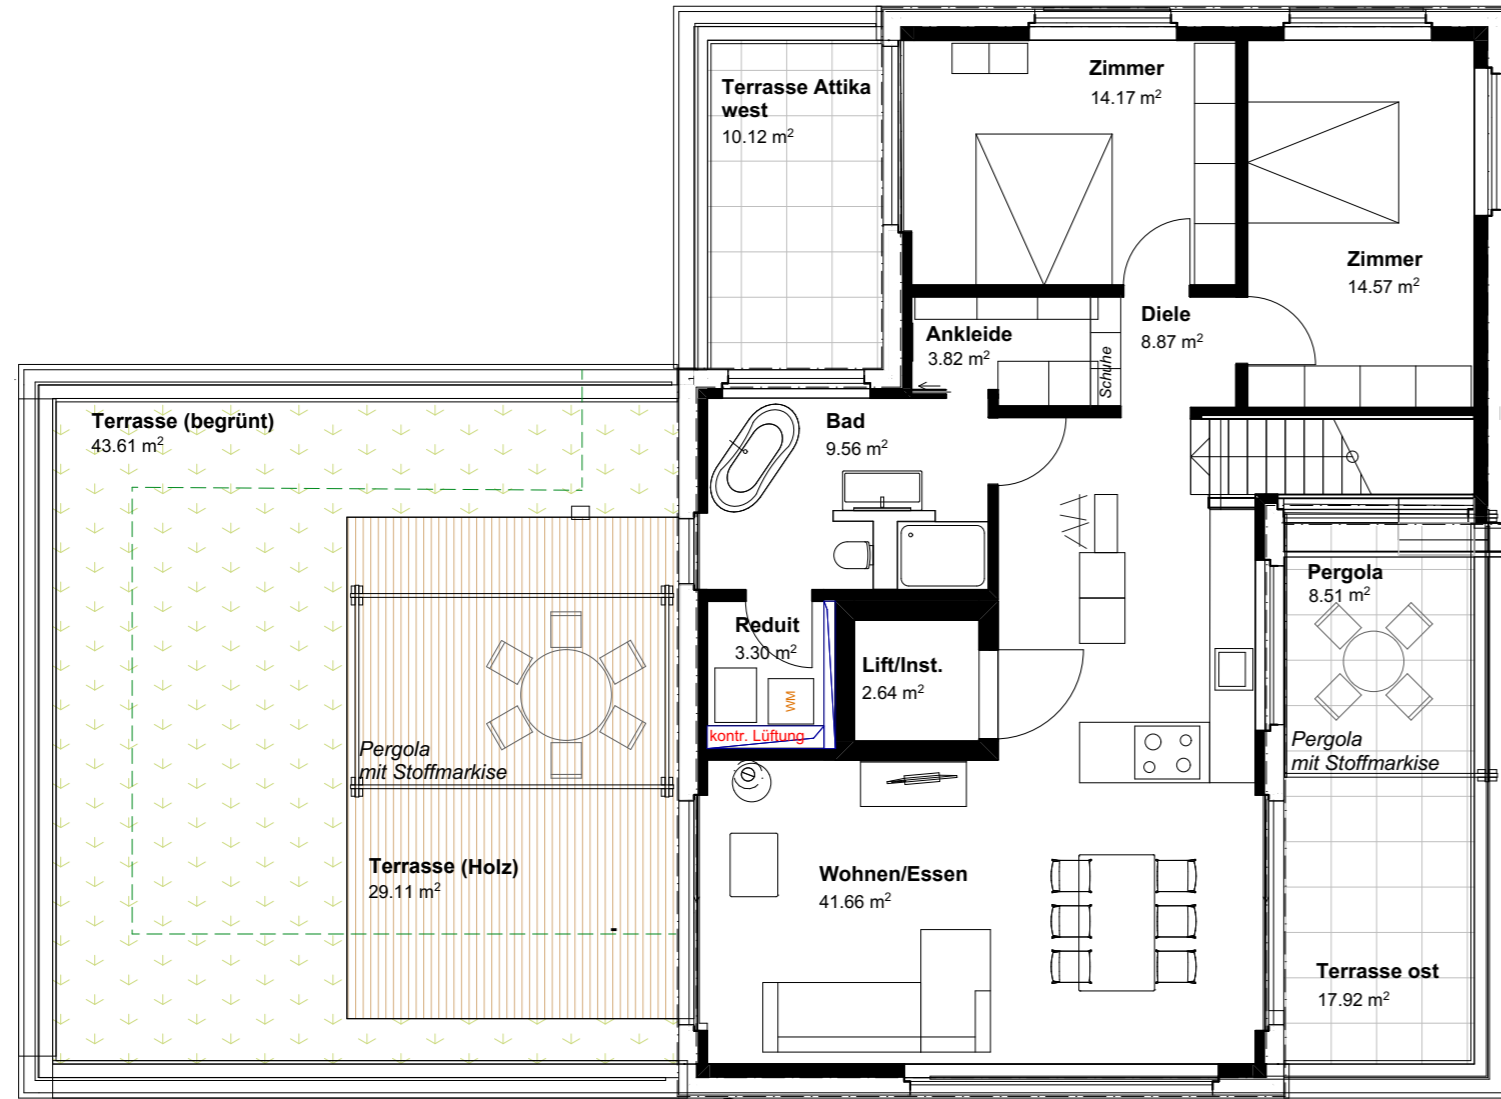 Terrasse Attika
west
10.12 m²
Zimmer
14.17 m²
Zimmer
14.57 m²
Ankleide
3.82 m²
Schuhe
Diele
8.87 m²
Terrasse (begrünt)
43.61 m²
Bad
9.56 m²
Pergola
8.51 m²
Reduit
3.30 m²
WM
kontr. Lüftung
Lift/Inst.
2.64 m²
Pergola
mit Stoffmarkise
Pergola
mit Stoffmarkise
Terrasse (Holz)
29.11 m²
Wohnen/Essen
41.66 m²
Terrasse ost
17.92 m²